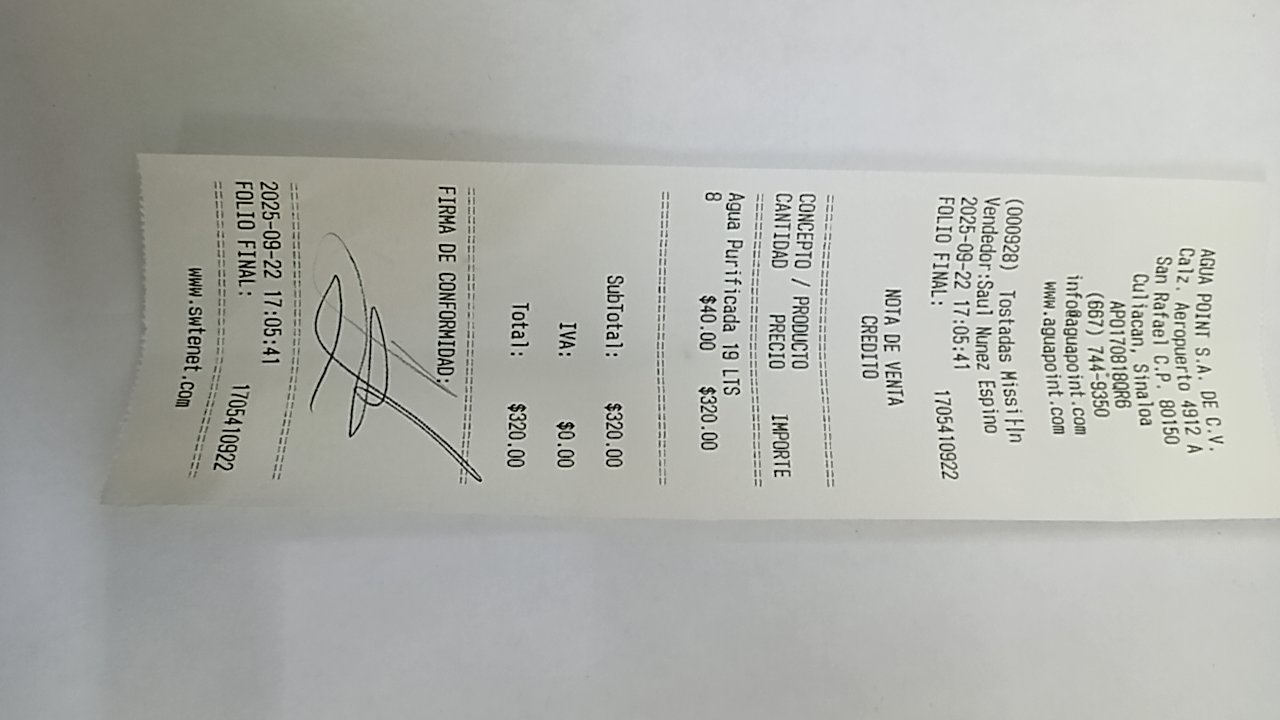 AGUA POINT S.A. DE C.V.
Calz. Aeropuerto 4912 A
San Rafael C.P. 80150
Culiacan, Sinaloa
APO170818QR6
(667) 744-9350
info@aguapoint.com
www.aguapoint.com
(000928) Tostadas
Vendedor:Saul Nunez Espino
2025-09-22 17:05:41
FOLIO FINAL: 1705410922
NOTA DE VENTA
CREDITO
==============================
CONCEPTO / PRODUCTO
CANTIDAD PRECIO IMPORTE
==============================
Agua Purificada 19 LTS
8 $40.00 $320.00
==============================
SubTotal: $320.00
IVA: $0.00
Total: $320.00
==============================
FIRMA DE CONFORMIDAD:
==============================
2025-09-22 17:05:41
FOLIO FINAL: 1705410922
==============================
www.swtenet.com